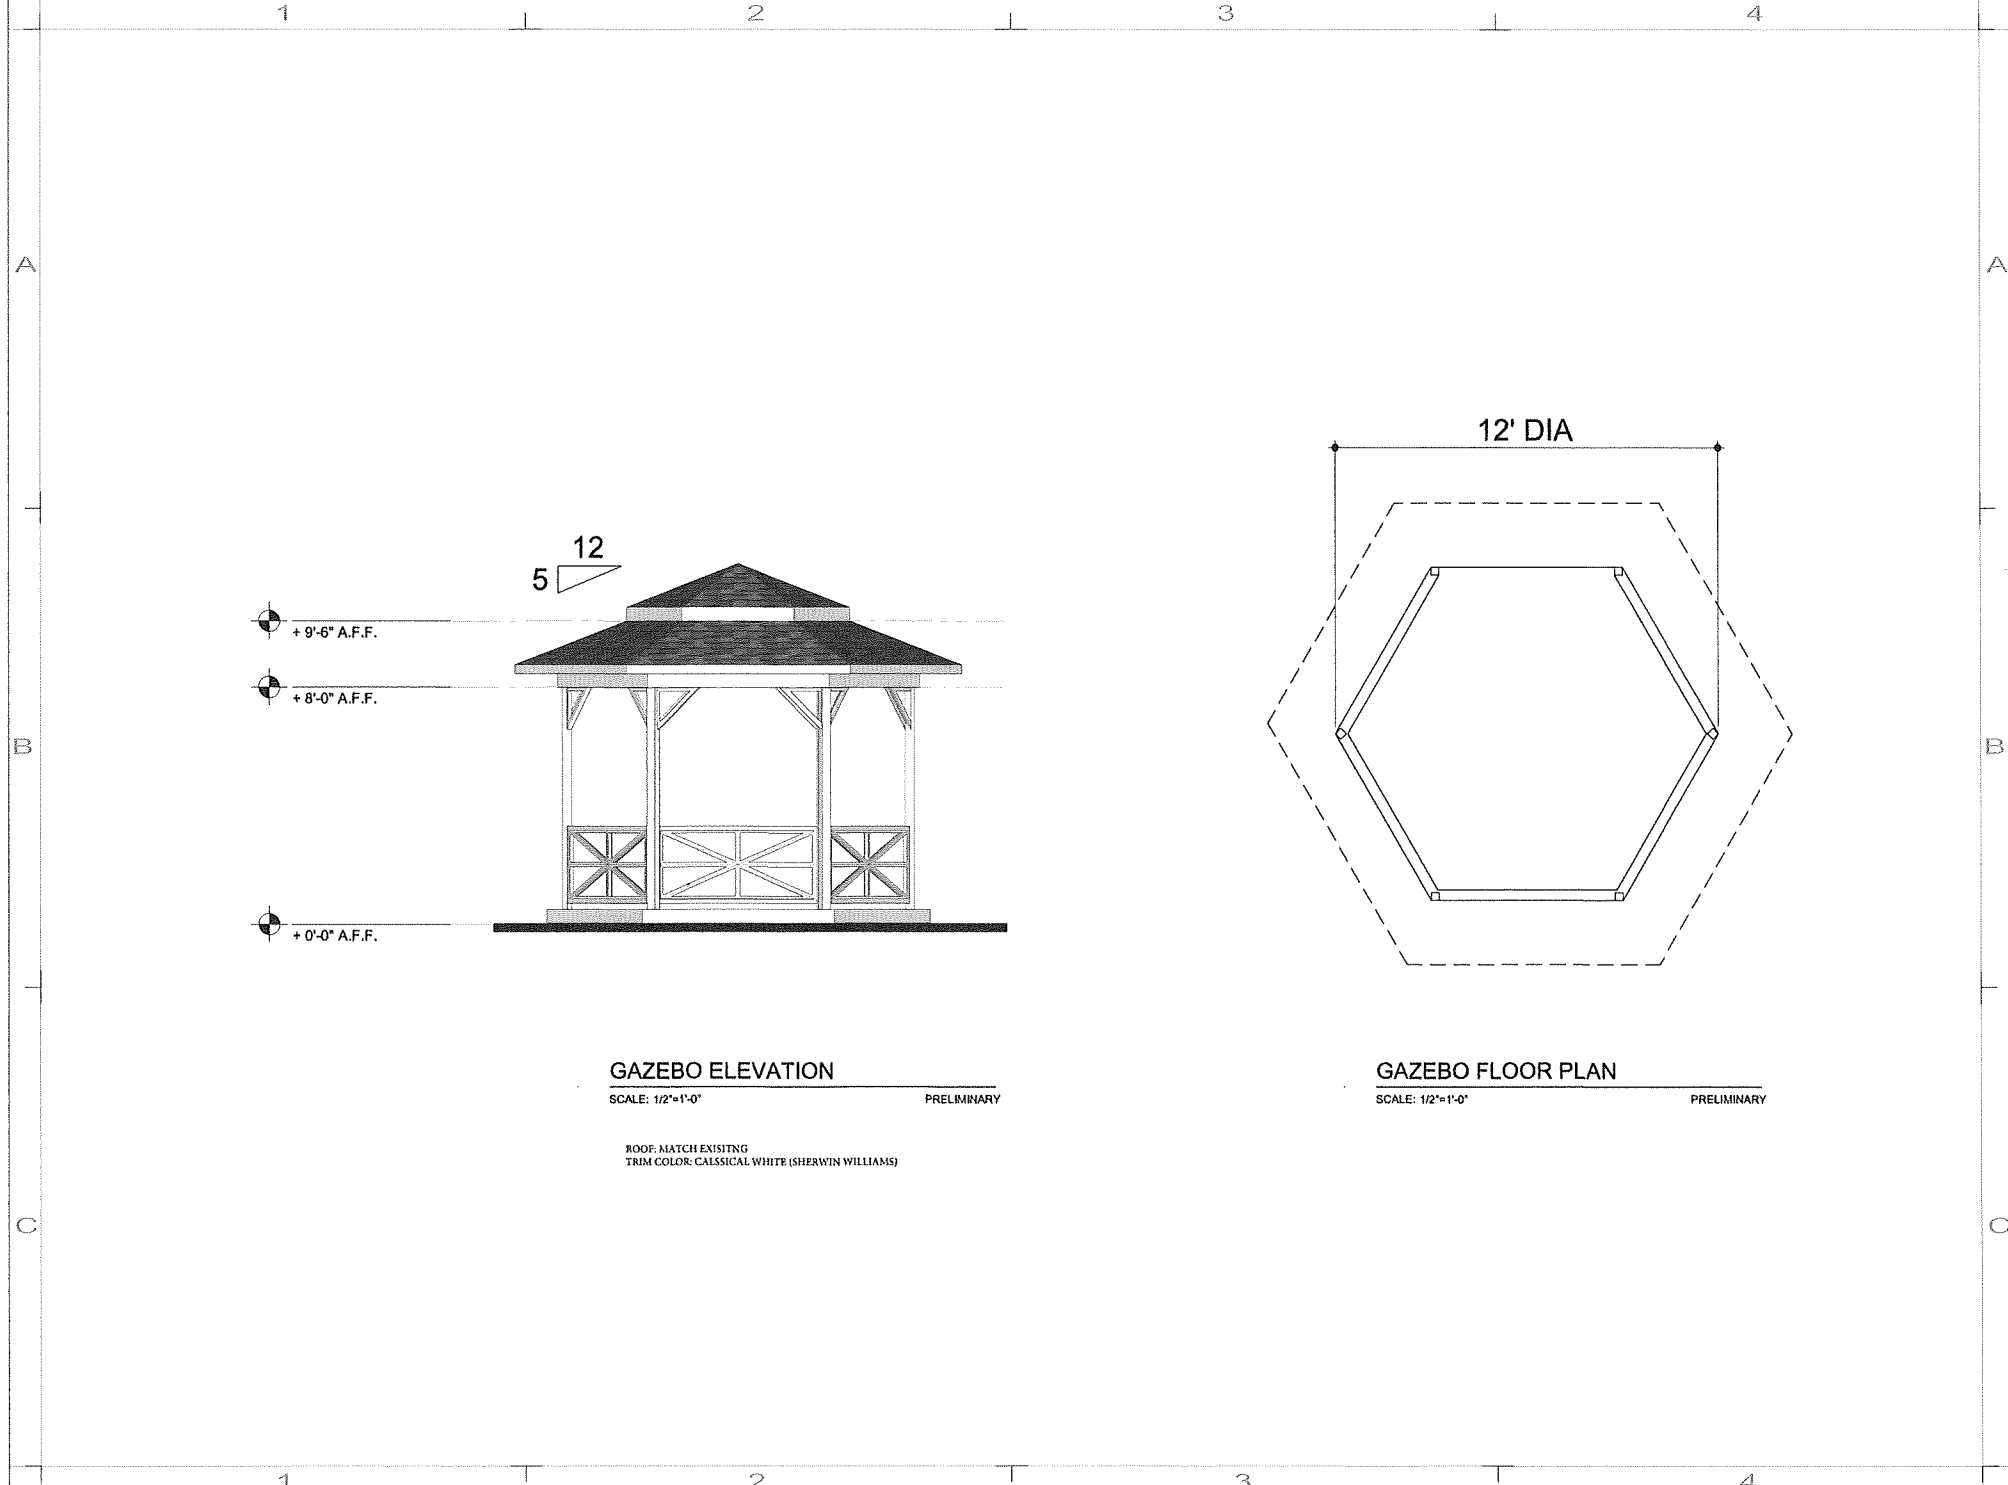 1 2 3 4
A A
12' DIA
12
5
+ 9'-6" A.F.F.
+ 8'-0" A.F.F.
B B
+ 0'-0" A.F.F.
GAZEBO ELEVATION
SCALE: 1/2"=1'-0" PRELIMINARY
GAZEBO FLOOR PLAN
SCALE: 1/2"=1'-0" PRELIMINARY
ROOF: MATCH EXISITNG
TRIM COLOR: CALSSICAL WHITE (SHERWIN WILLIAMS)
C C
1 2 3 4